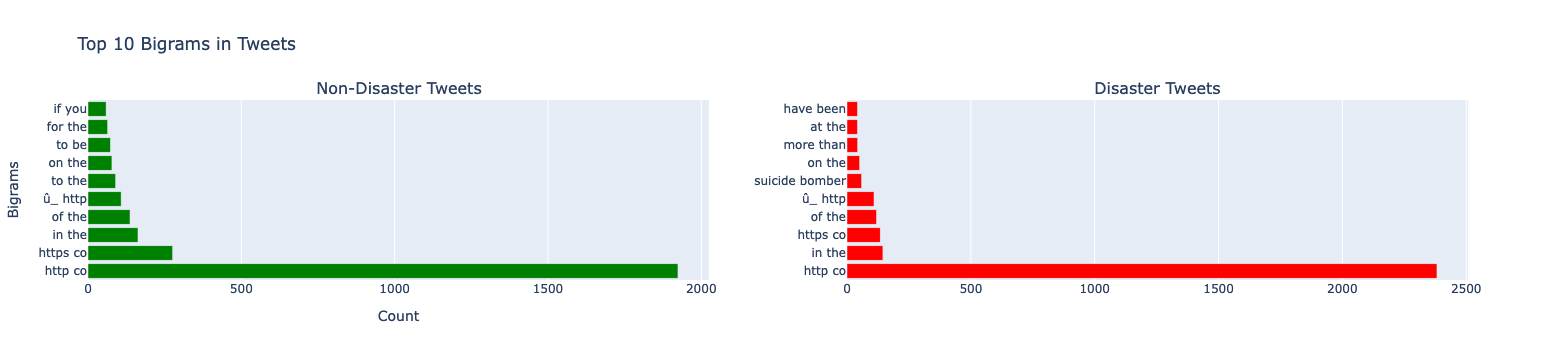 Top 10 Bigrams in Tweets
Non-Disaster Tweets
Bigrams
if you
for the
to be
on the
to the
û_ http
of the
in the
https co
http co
0 500 1000 1500 2000
Count
Disaster Tweets
have been
at the
more than
on the
suicide bomber
û_ http
of the
https co
in the
http co
0 500 1000 1500 2000 2500